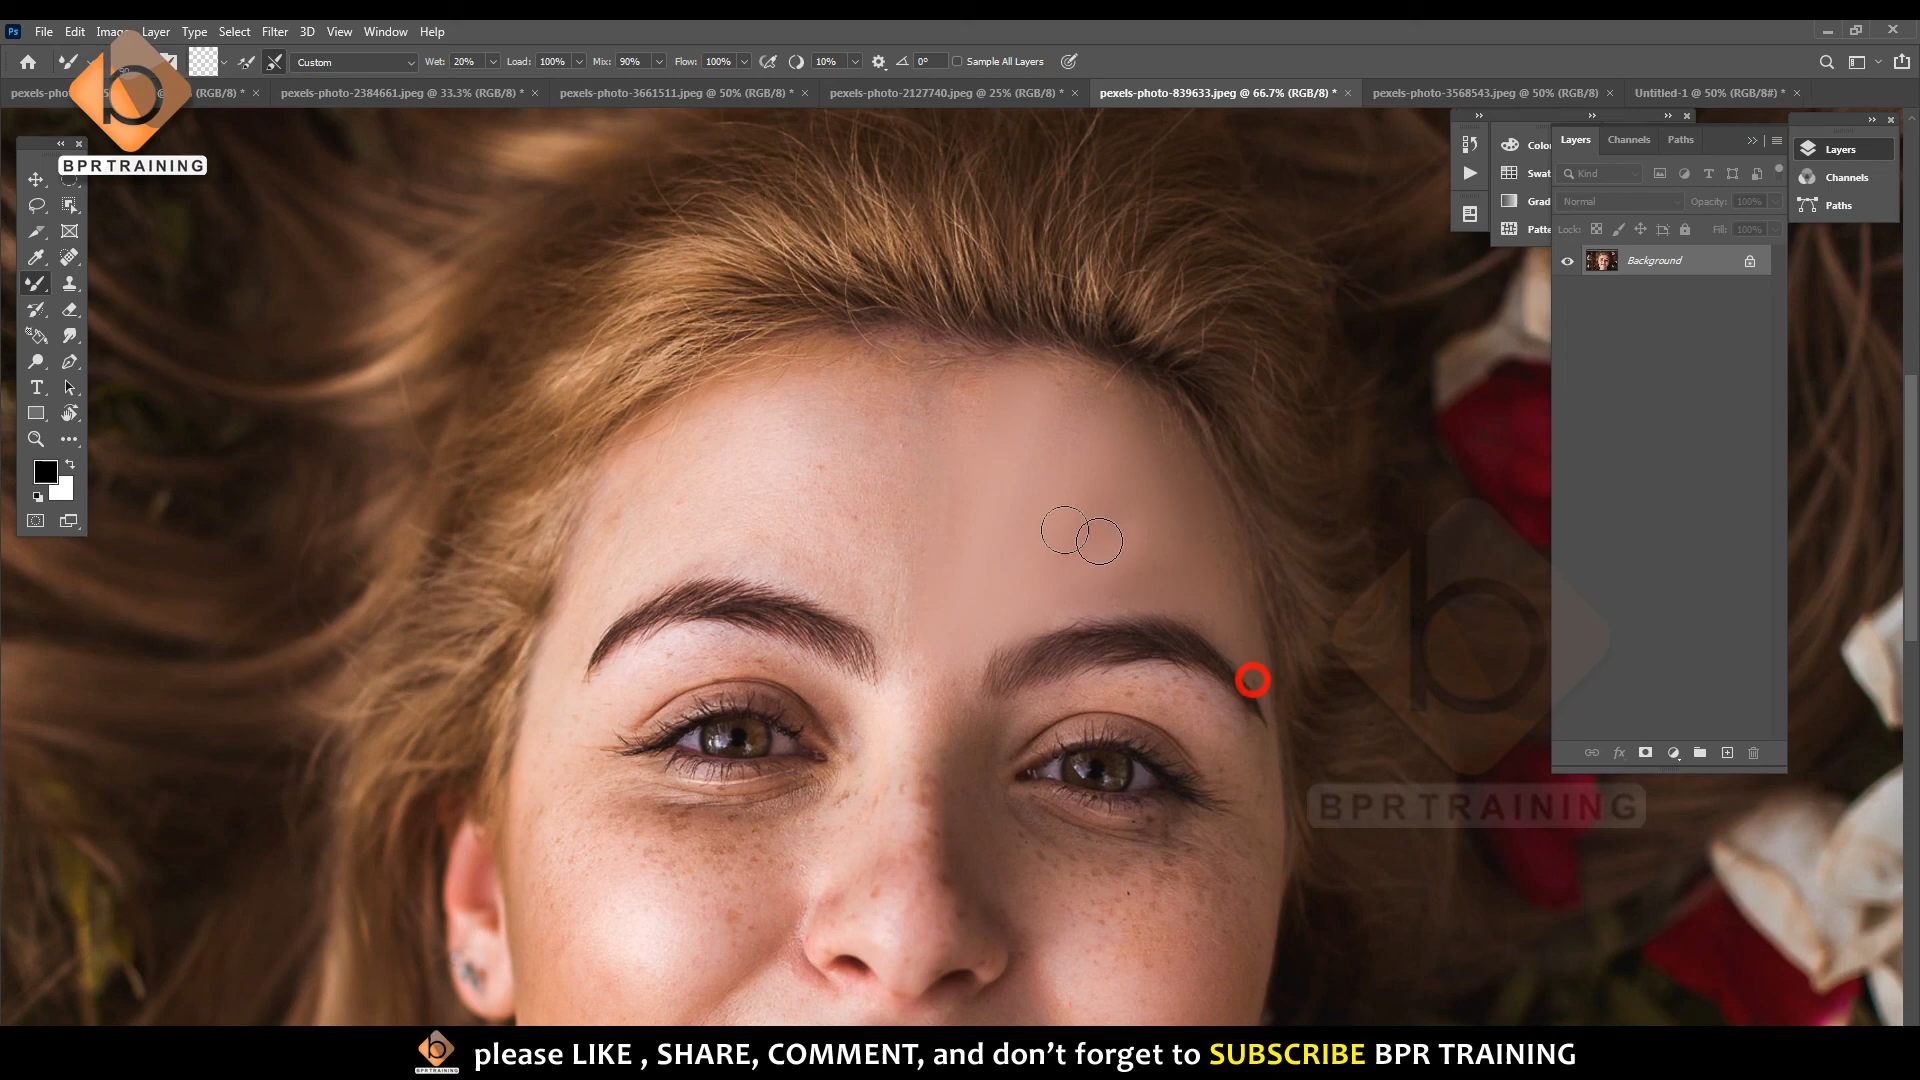 Ps File Edit Image Layer Type Select Filter 3D View Window Help
Custom Wet: 20% Load: 100% Mix: 90% Flow: 100% 10% 0° Sample All Layers
pexels-pho (RGB/8) * pexels-photo-2384661.jpeg @ 33.3% (RGB/8) * pexels-photo-3661511.jpeg @ 50% (RGB/8) * pexels-photo-2127740.jpeg @ 25% (RGB/8) * pexels-photo-839633.jpeg @ 66.7% (RGB/8) * pexels-photo-3568543.jpeg @ 50% (RGB/8) Untitled-1 @ 50% (RGB/8#) *
b
BPR TRAINING
Color
Swat
Grad
Patte
Layers Channels Paths
Kind
Normal Opacity: 100%
Lock: Fill: 100%
Background
fx
Layers
Channels
Paths
b
BPR TRAINING
b
BPR TRAINING
please LIKE , SHARE, COMMENT, and don't forget to SUBSCRIBE BPR TRAINING